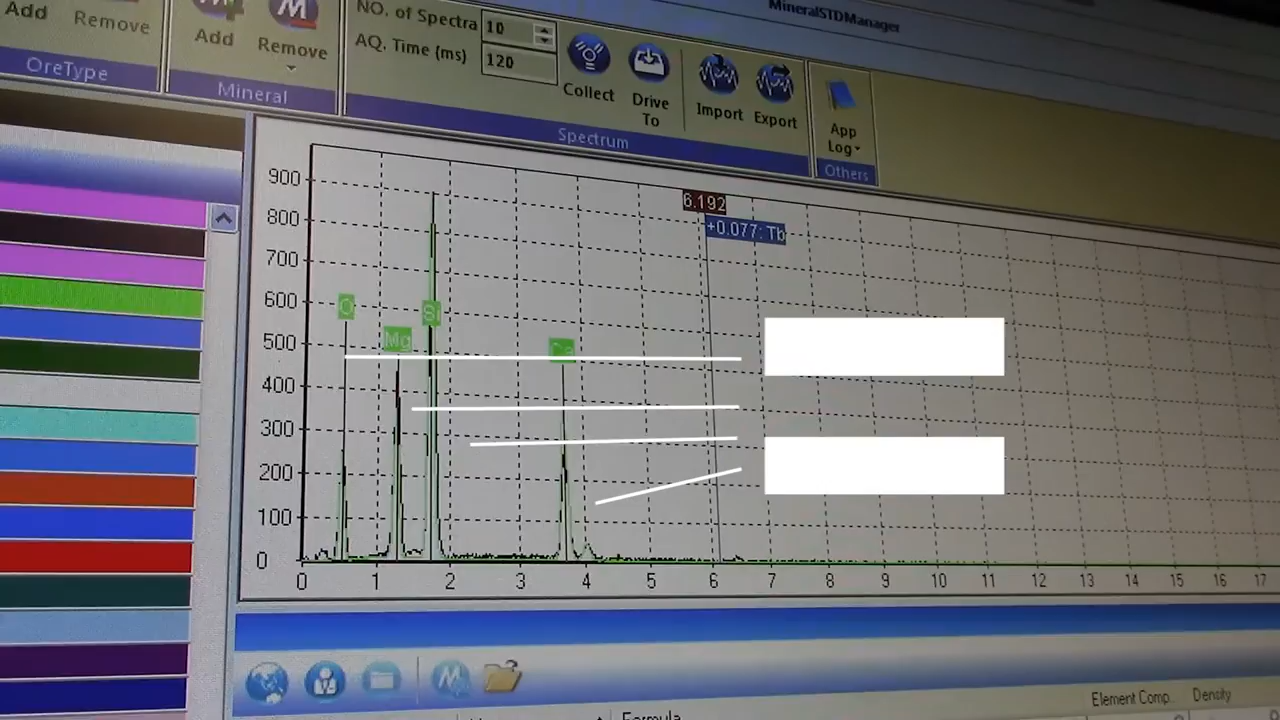 MineralSTDManager
Add
Remove
OreType
Add
Remove
Mineral
NO. of Spectra 10
AQ. Time (ms) 120
Collect
Drive To
Import
Export
Spectrum
App Log
Others
900
800
700
600
500
400
300
200
100
0
6.192
+0.077: Tb
O
Mg
Si
Ca
0 1 2 3 4 5 6 7 8 9 10 11 12 13 14 15 16 17
Element Comp.
Density
Formula